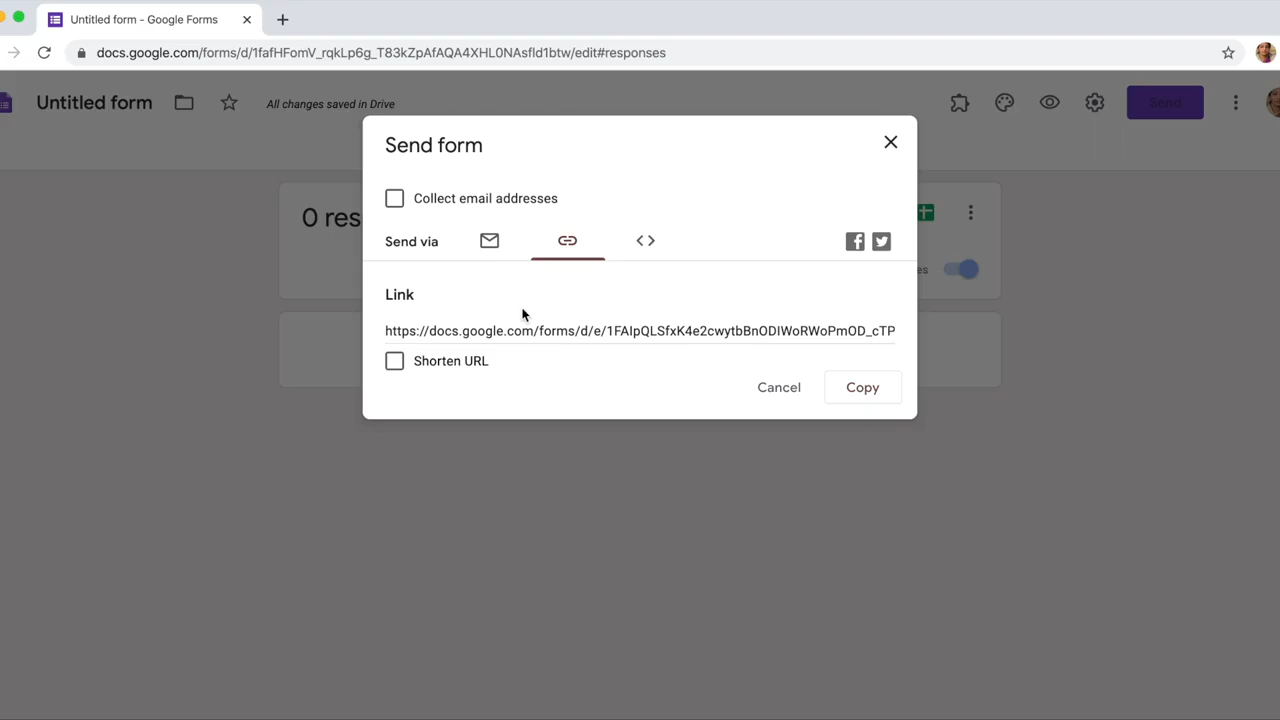 Untitled form - Google Forms
docs.google.com/forms/d/1fafHFomV_rqkLp6g_T83kZpAfAQA4XHL0NAsfld1btw/edit#responses
Untitled form
All changes saved in Drive
Send
Send form
Collect email addresses
0 res
Send via
es
Link
https://docs.google.com/forms/d/e/1FAIpQLSfxK4e2cwytbBnODIWoRWoPmOD_cTP
Shorten URL
Cancel
Copy